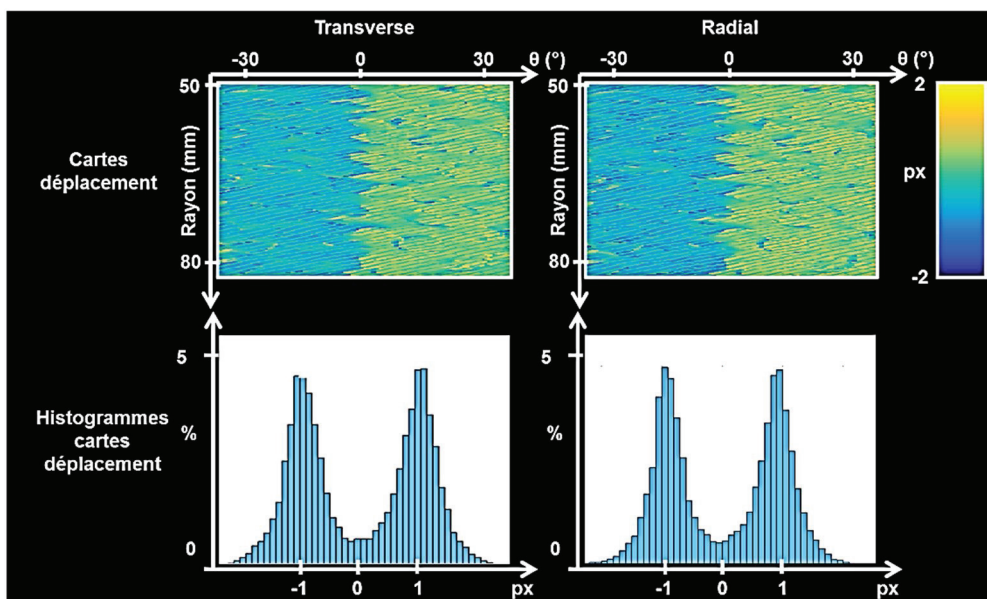 Transverse
Radial
-30 0 30 θ (°)
-30 0 30 θ (°)
Cartes
déplacement
50
Rayon (mm)
80
50
Rayon (mm)
80
2
px
-2
Histogrammes
cartes
déplacement
5
%
0
-1 0 1 px
5
%
0
-1 0 1 px